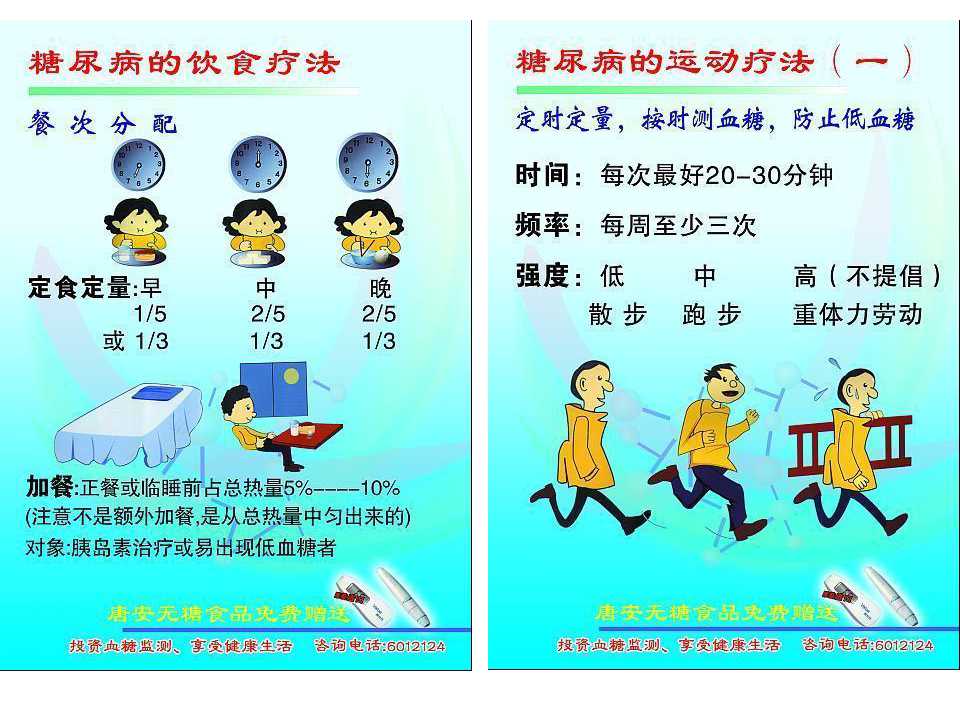 糖尿病的饮食疗法
餐次分配
定食定量:早 中 晚
1/5 2/5 2/5
或 1/3 1/3 1/3
加餐:正餐或临睡前占总热量5%----10%
(注意不是额外加餐,是从总热量中匀出来的)
对象:胰岛素治疗或易出现低血糖者
唐安无糖食品免费赠送
投资血糖监测、享受健康生活 咨询电话:6012124
糖尿病的运动疗法（一）
定时定量，按时测血糖，防止低血糖
时间：每次最好20-30分钟
频率：每周至少三次
强度：低 中 高（不提倡）
散步 跑步 重体力劳动
唐安无糖食品免费赠送
投资血糖监测、享受健康生活 咨询电话:6012124